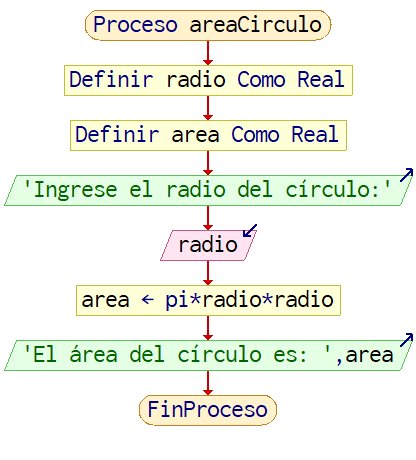 Proceso areaCirculo
Definir radio Como Real
Definir area Como Real
'Ingrese el radio del círculo:'
radio
area ← pi*radio*radio
'El área del círculo es: ',area
FinProceso